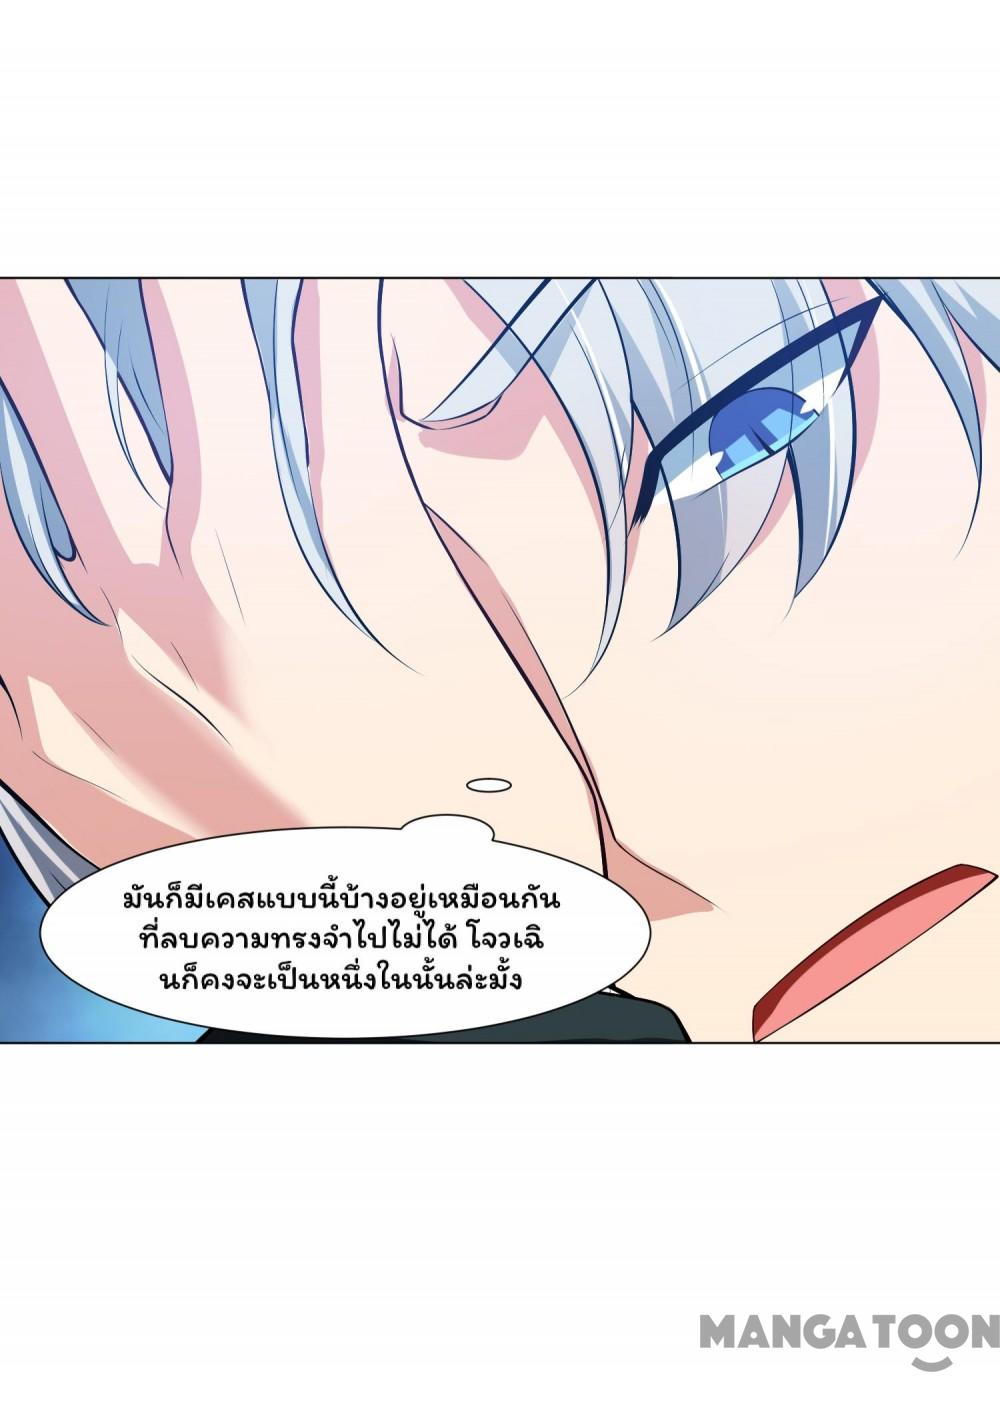 มันก็มีเคสแบบนี้บ้างอยู่เหมือนกัน
ที่ลบความทรงจำไปไม่ได้ โจวเฉิ
นก็คงจะเป็นหนึ่งในนั้นล่ะมั้ง
MANGATOON